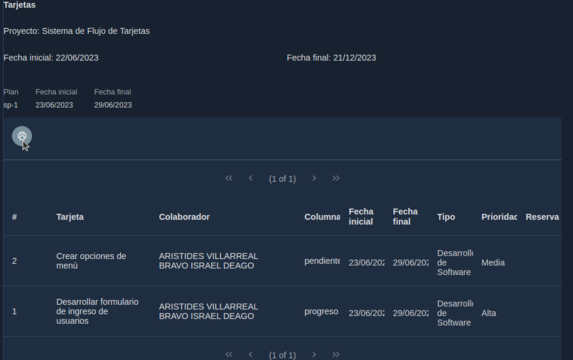 Tarjetas
Proyecto: Sistema de Flujo de Tarjetas
Fecha inicial: 22/06/2023 Fecha final: 21/12/2023
Plan Fecha inicial Fecha final
sp-1 23/06/2023 29/06/2023
(1 of 1)
# Tarjeta Colaborador Columna Fecha inicial Fecha final Tipo Prioridad Reserva
2 Crear opciones de menú ARISTIDES VILLARREAL BRAVO ISRAEL DEAGO pendiente 23/06/202 29/06/202 Desarroll de Software Media
1 Desarrollar formulario de ingreso de usuarios ARISTIDES VILLARREAL BRAVO ISRAEL DEAGO progreso 23/06/202 29/06/202 Desarroll de Software Alta
(1 of 1)